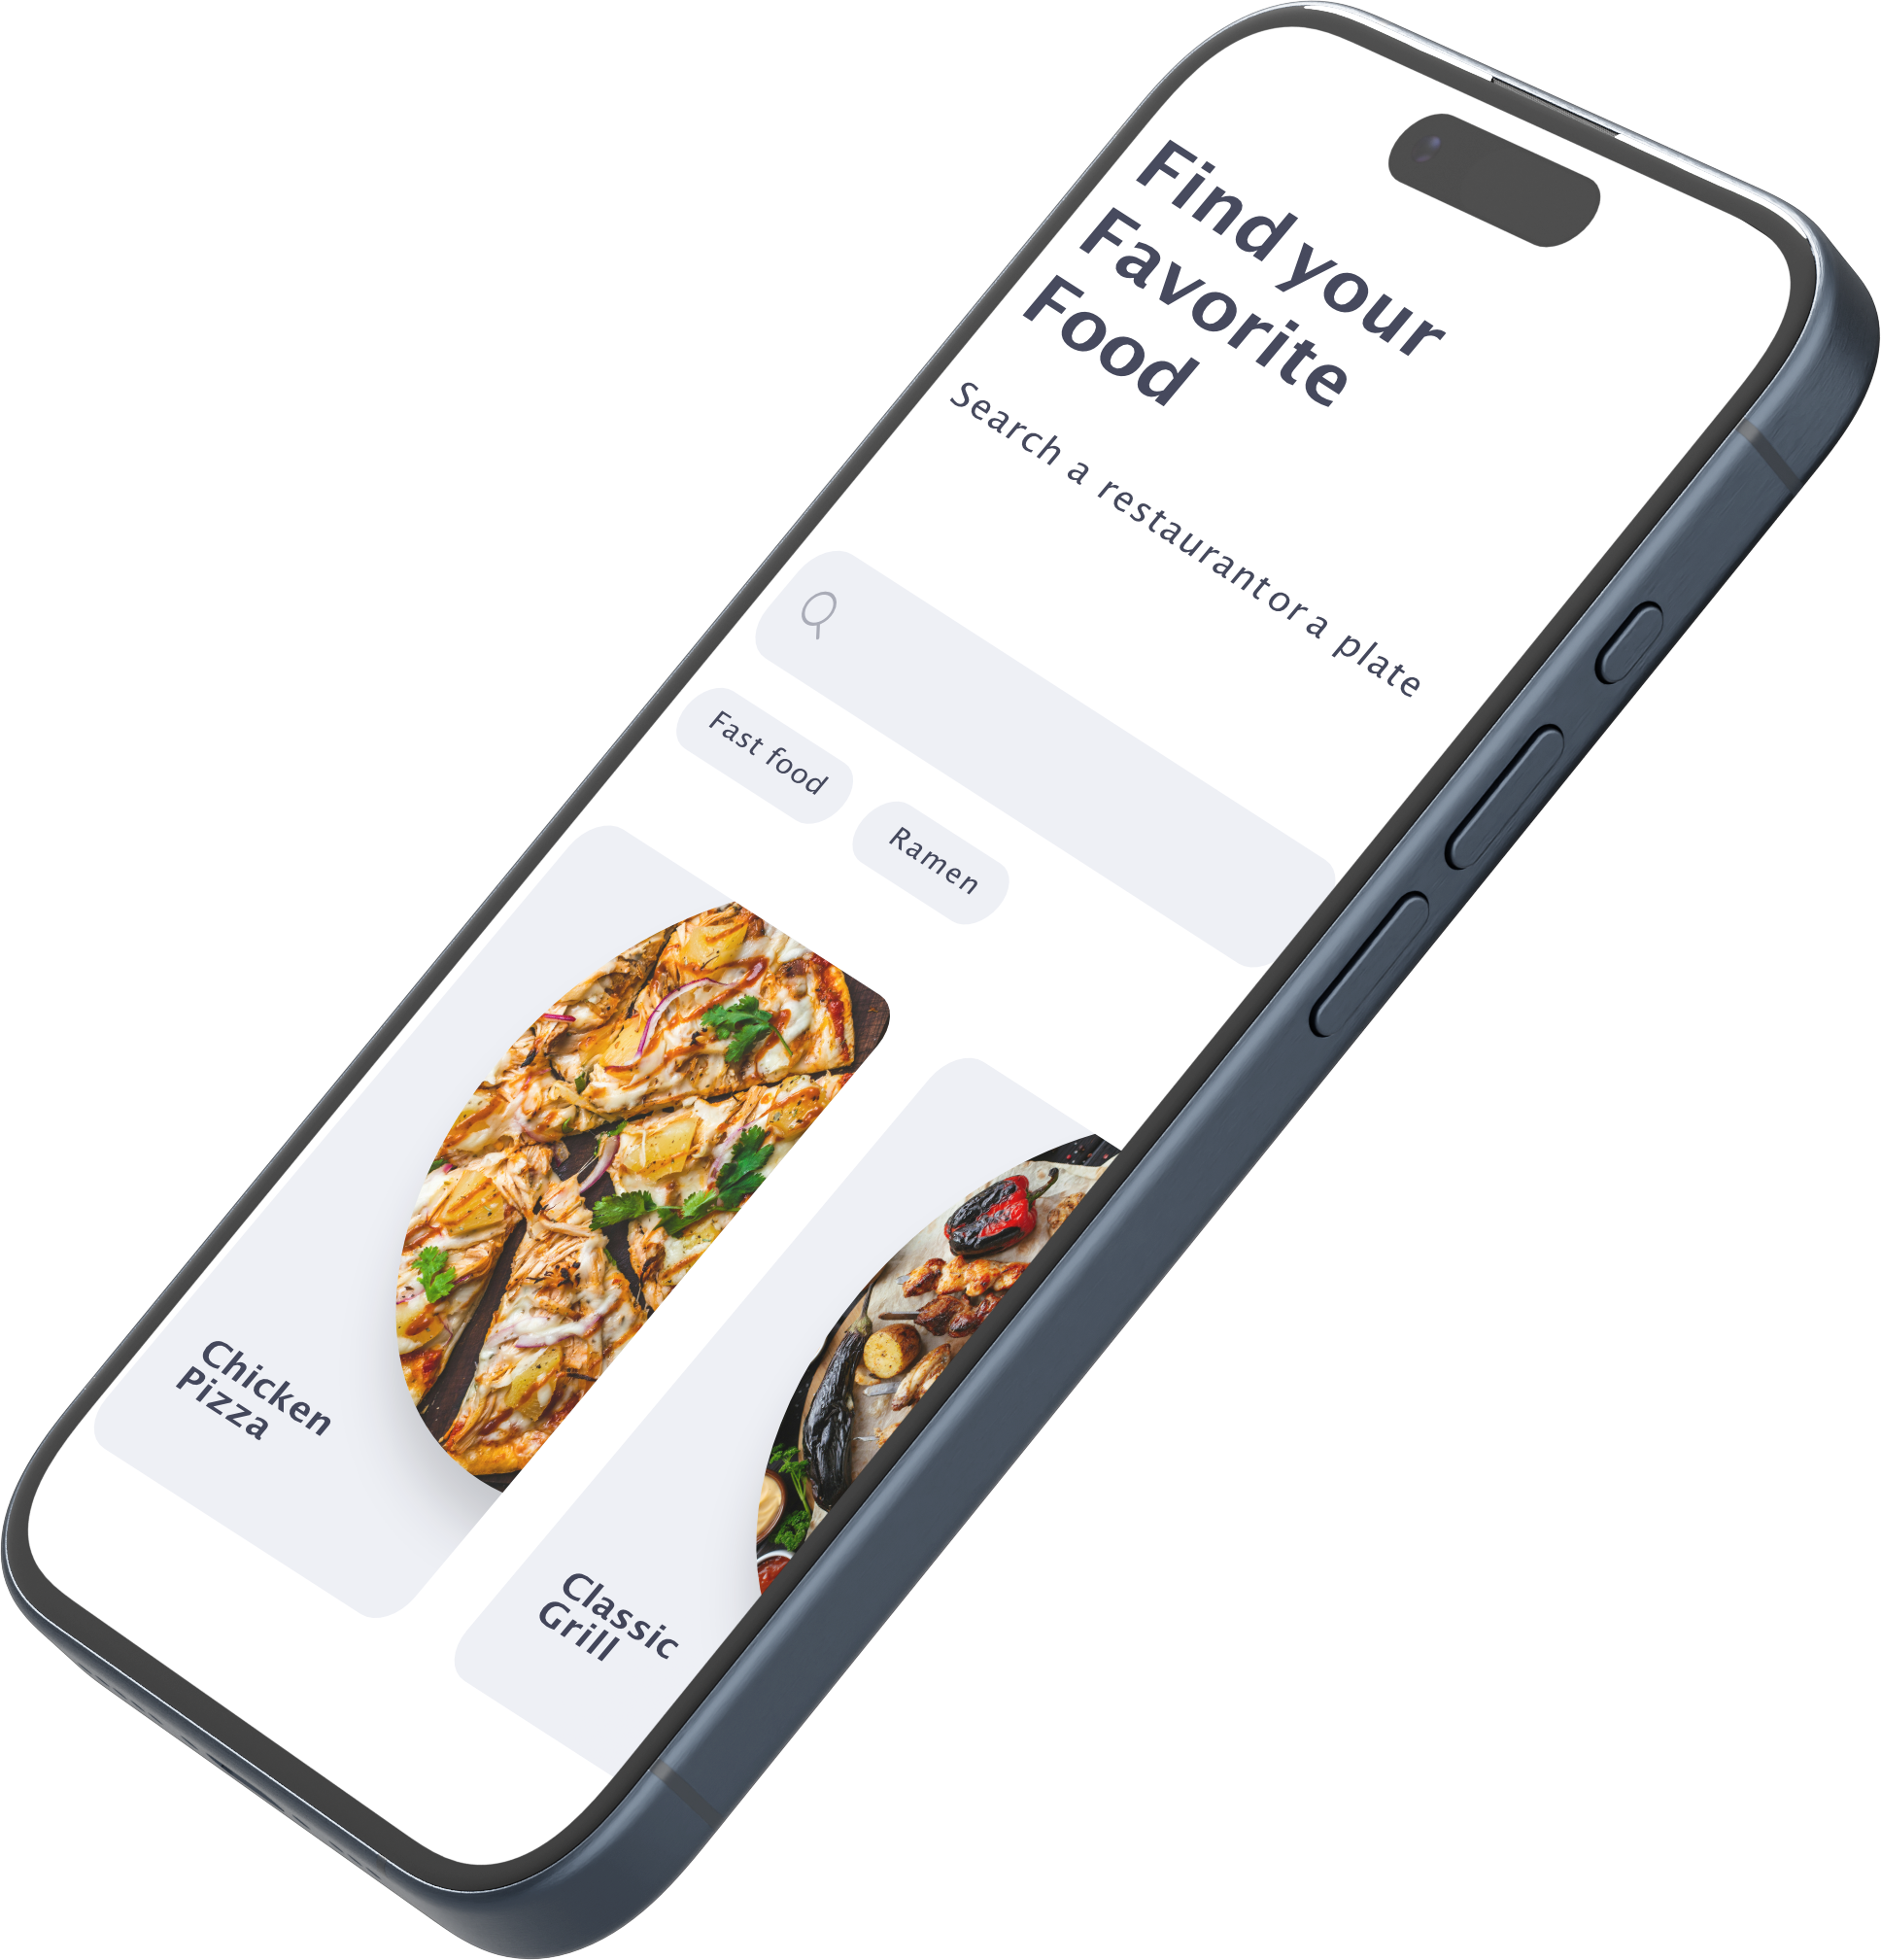 Find your
Favorite
Food
Search a restaurant or a plate
Fast food
Ramen
Chicken
Pizza
Classic
Grill